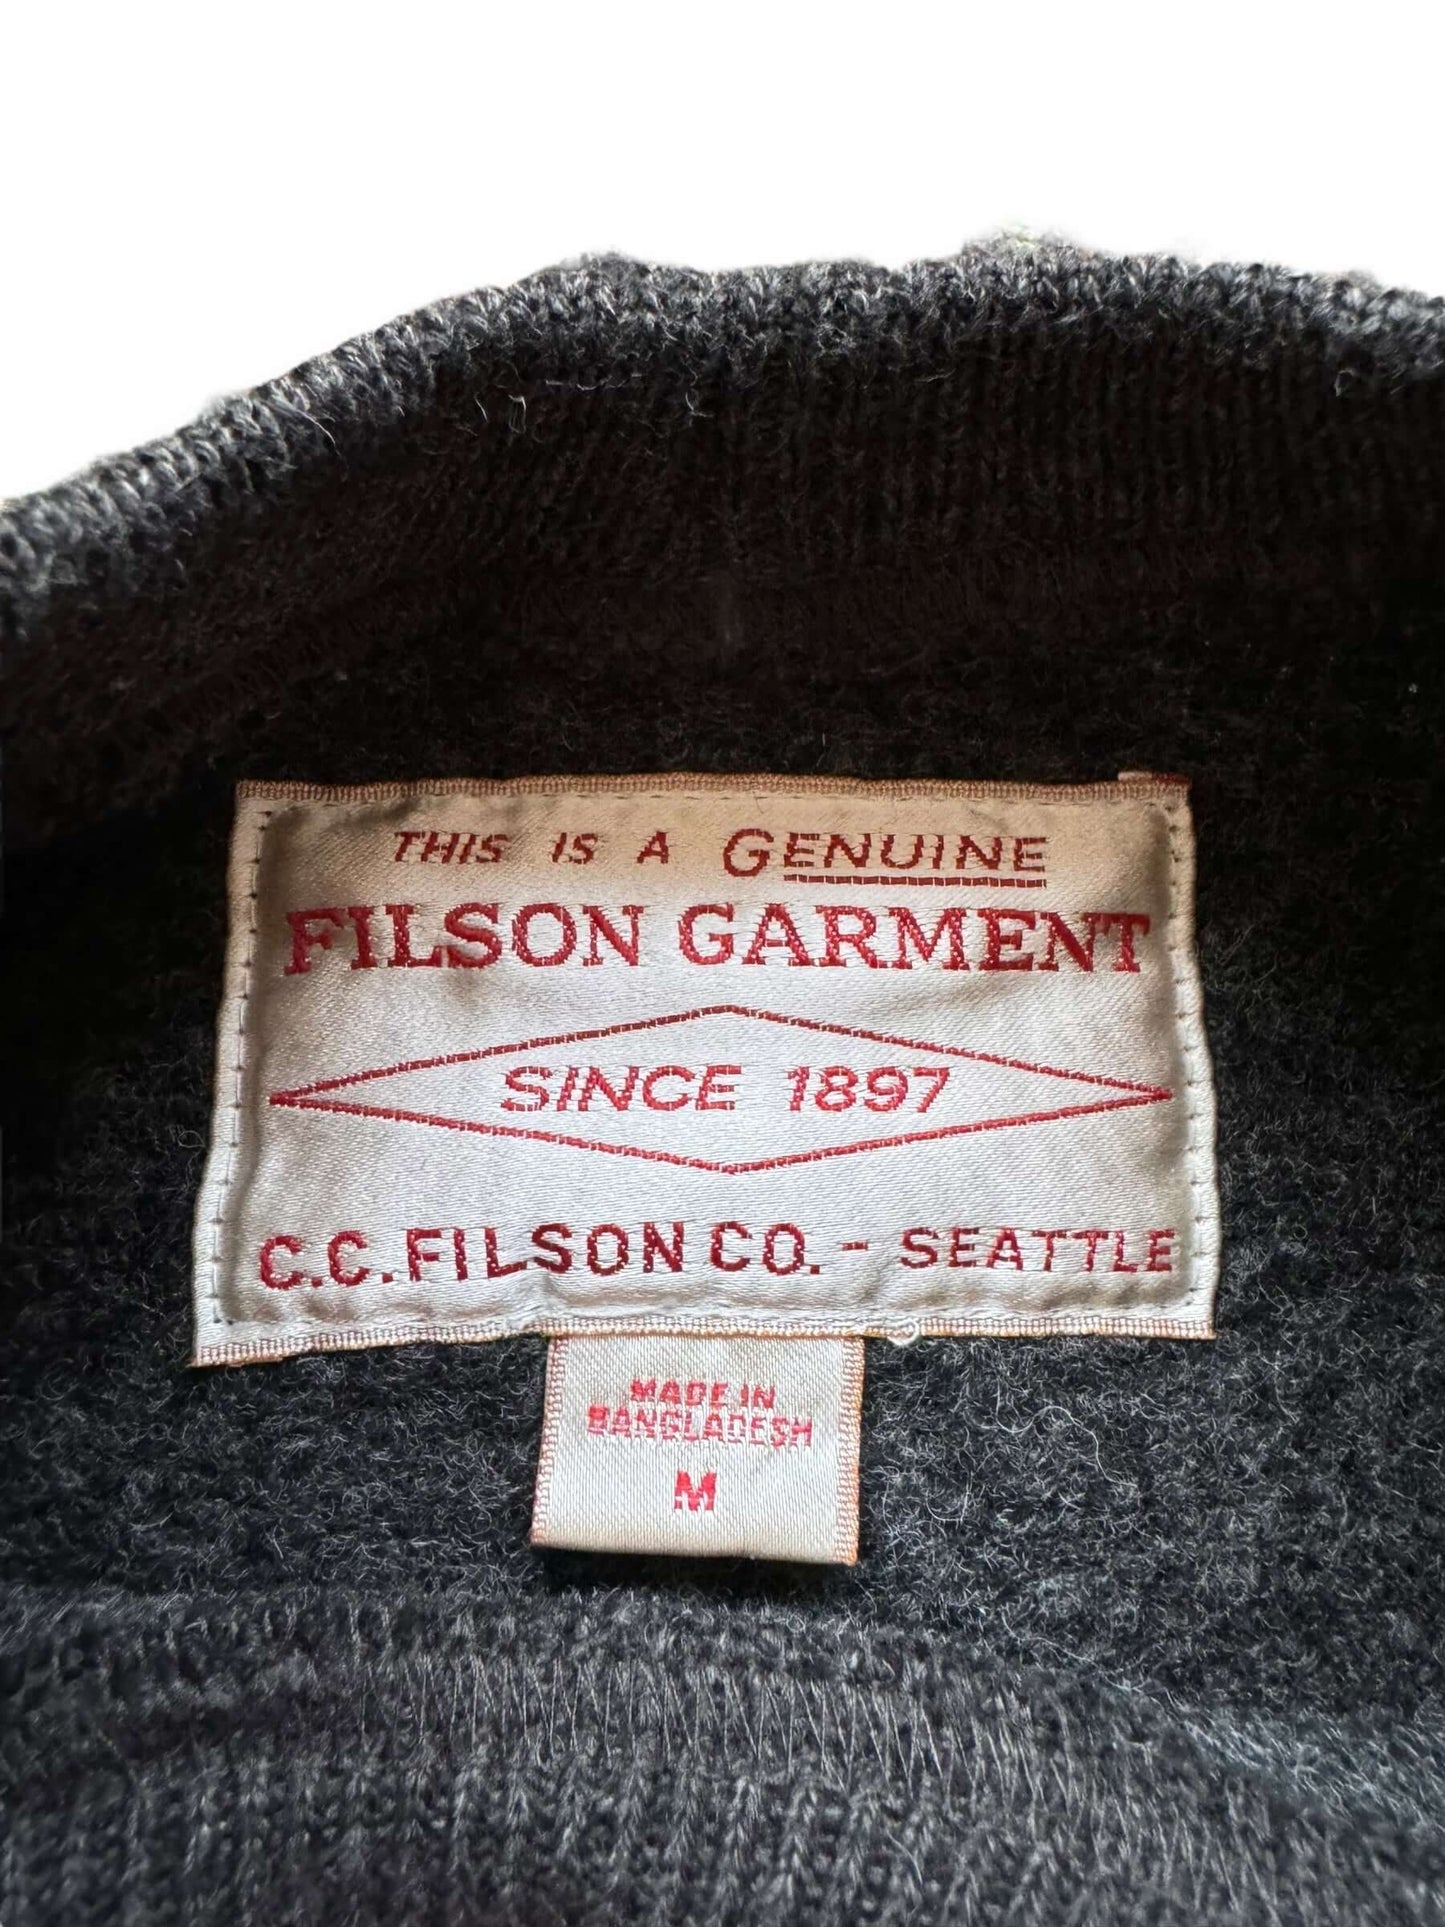 THIS IS A GENUINE
FILSON GARMENT
SINCE 1897
C.C. FILSON CO. - SEATTLE
MADE IN
BANGLADESH
M